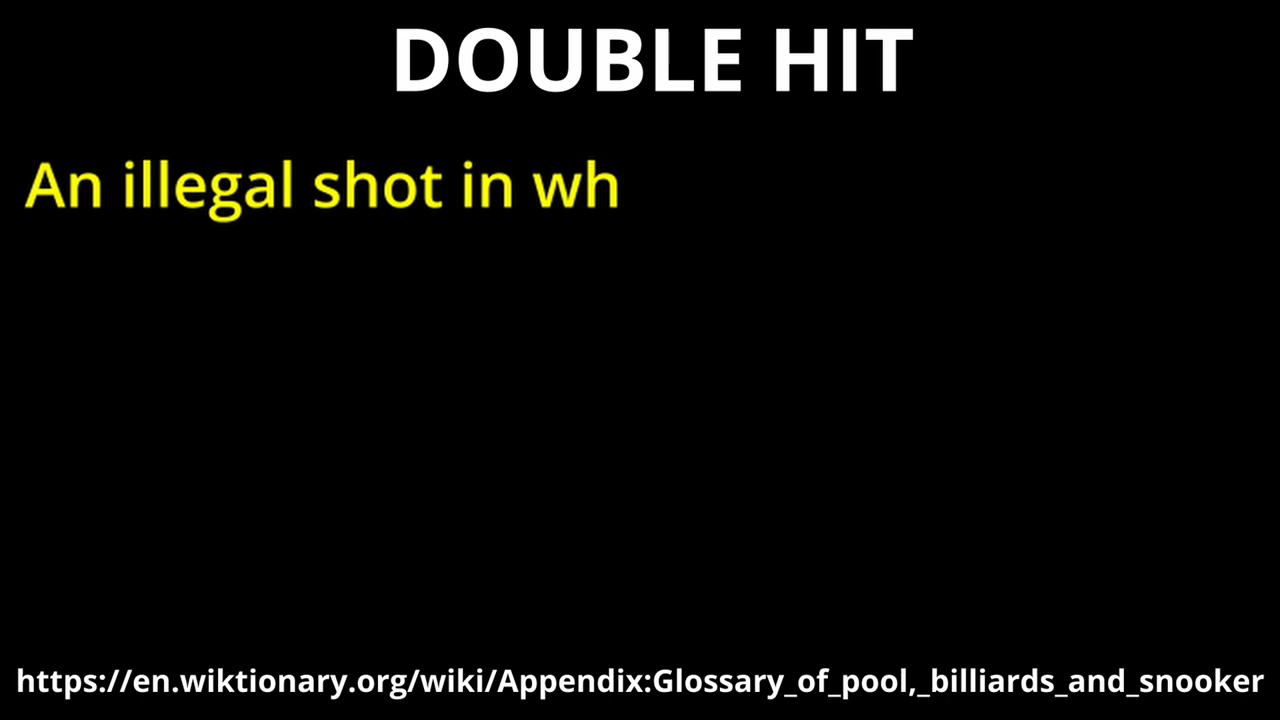 DOUBLE HIT
An illegal shot in wh
https://en.wiktionary.org/wiki/Appendix:Glossary_of_pool,_billiards_and_snooker